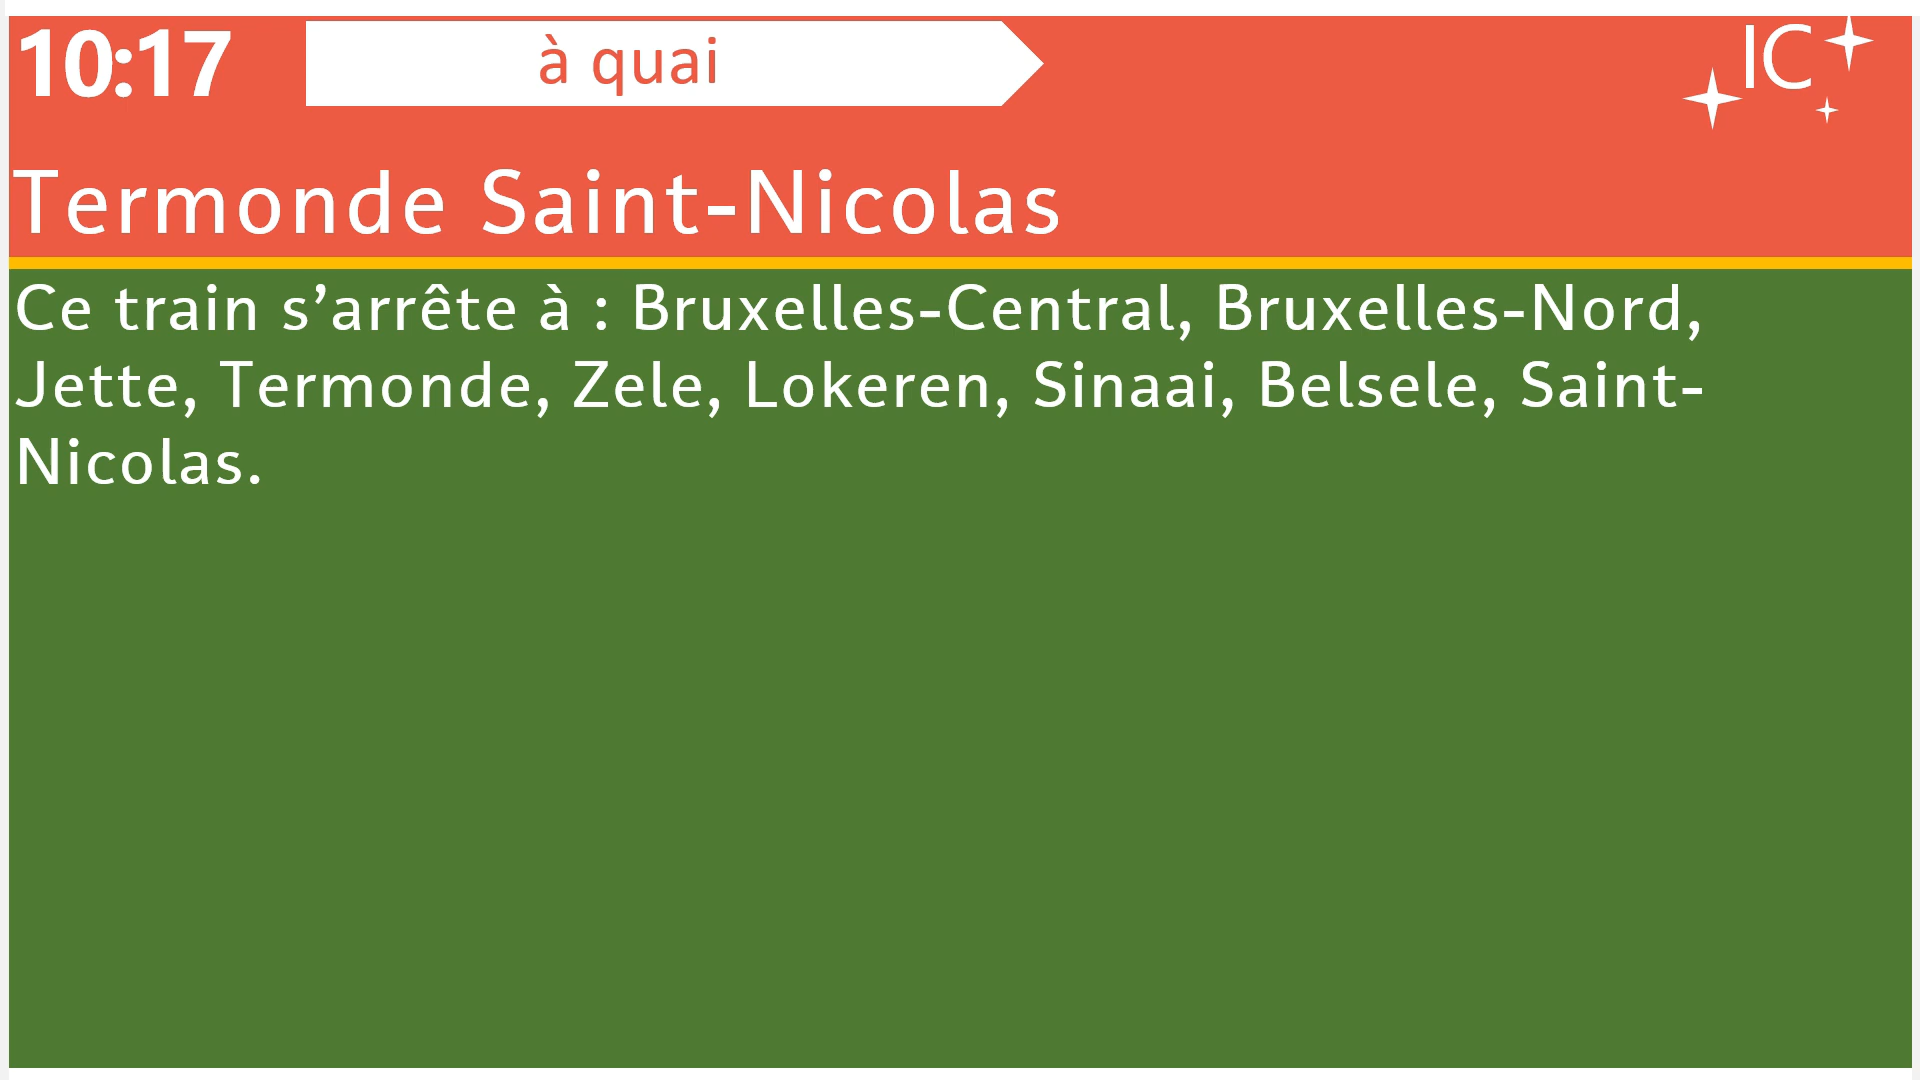 10:17
à quai
IC
Termonde Saint-Nicolas
Ce train s’arrête à : Bruxelles-Central, Bruxelles-Nord,
Jette, Termonde, Zele, Lokeren, Sinaai, Belsele, Saint-
Nicolas.